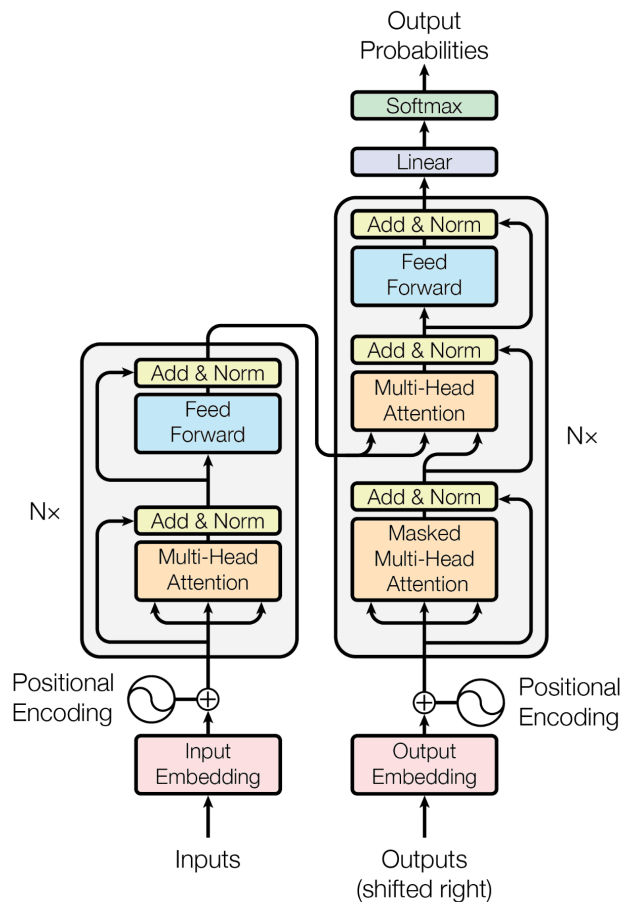 Output
Probabilities
Softmax
Linear
Add & Norm
Feed
Forward
Add & Norm
Multi-Head
Attention
Nx
Add & Norm
Masked
Multi-Head
Attention
Add & Norm
Feed
Forward
Nx
Add & Norm
Multi-Head
Attention
Positional
Encoding
Positional
Encoding
Input
Embedding
Output
Embedding
Inputs
Outputs
(shifted right)